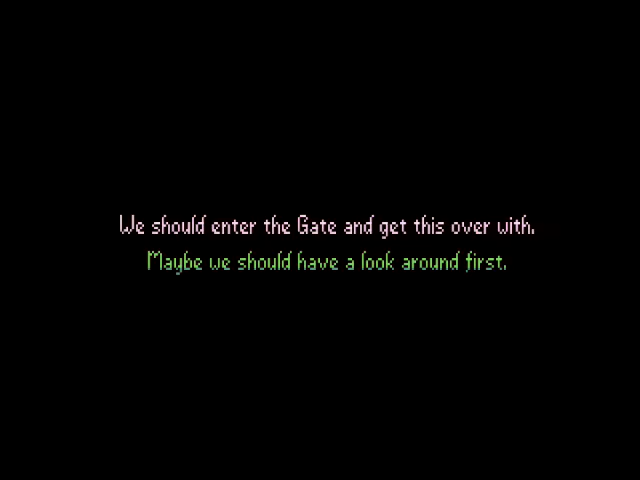 We should enter the Gate and get this over with.
Maybe we should have a look around first.